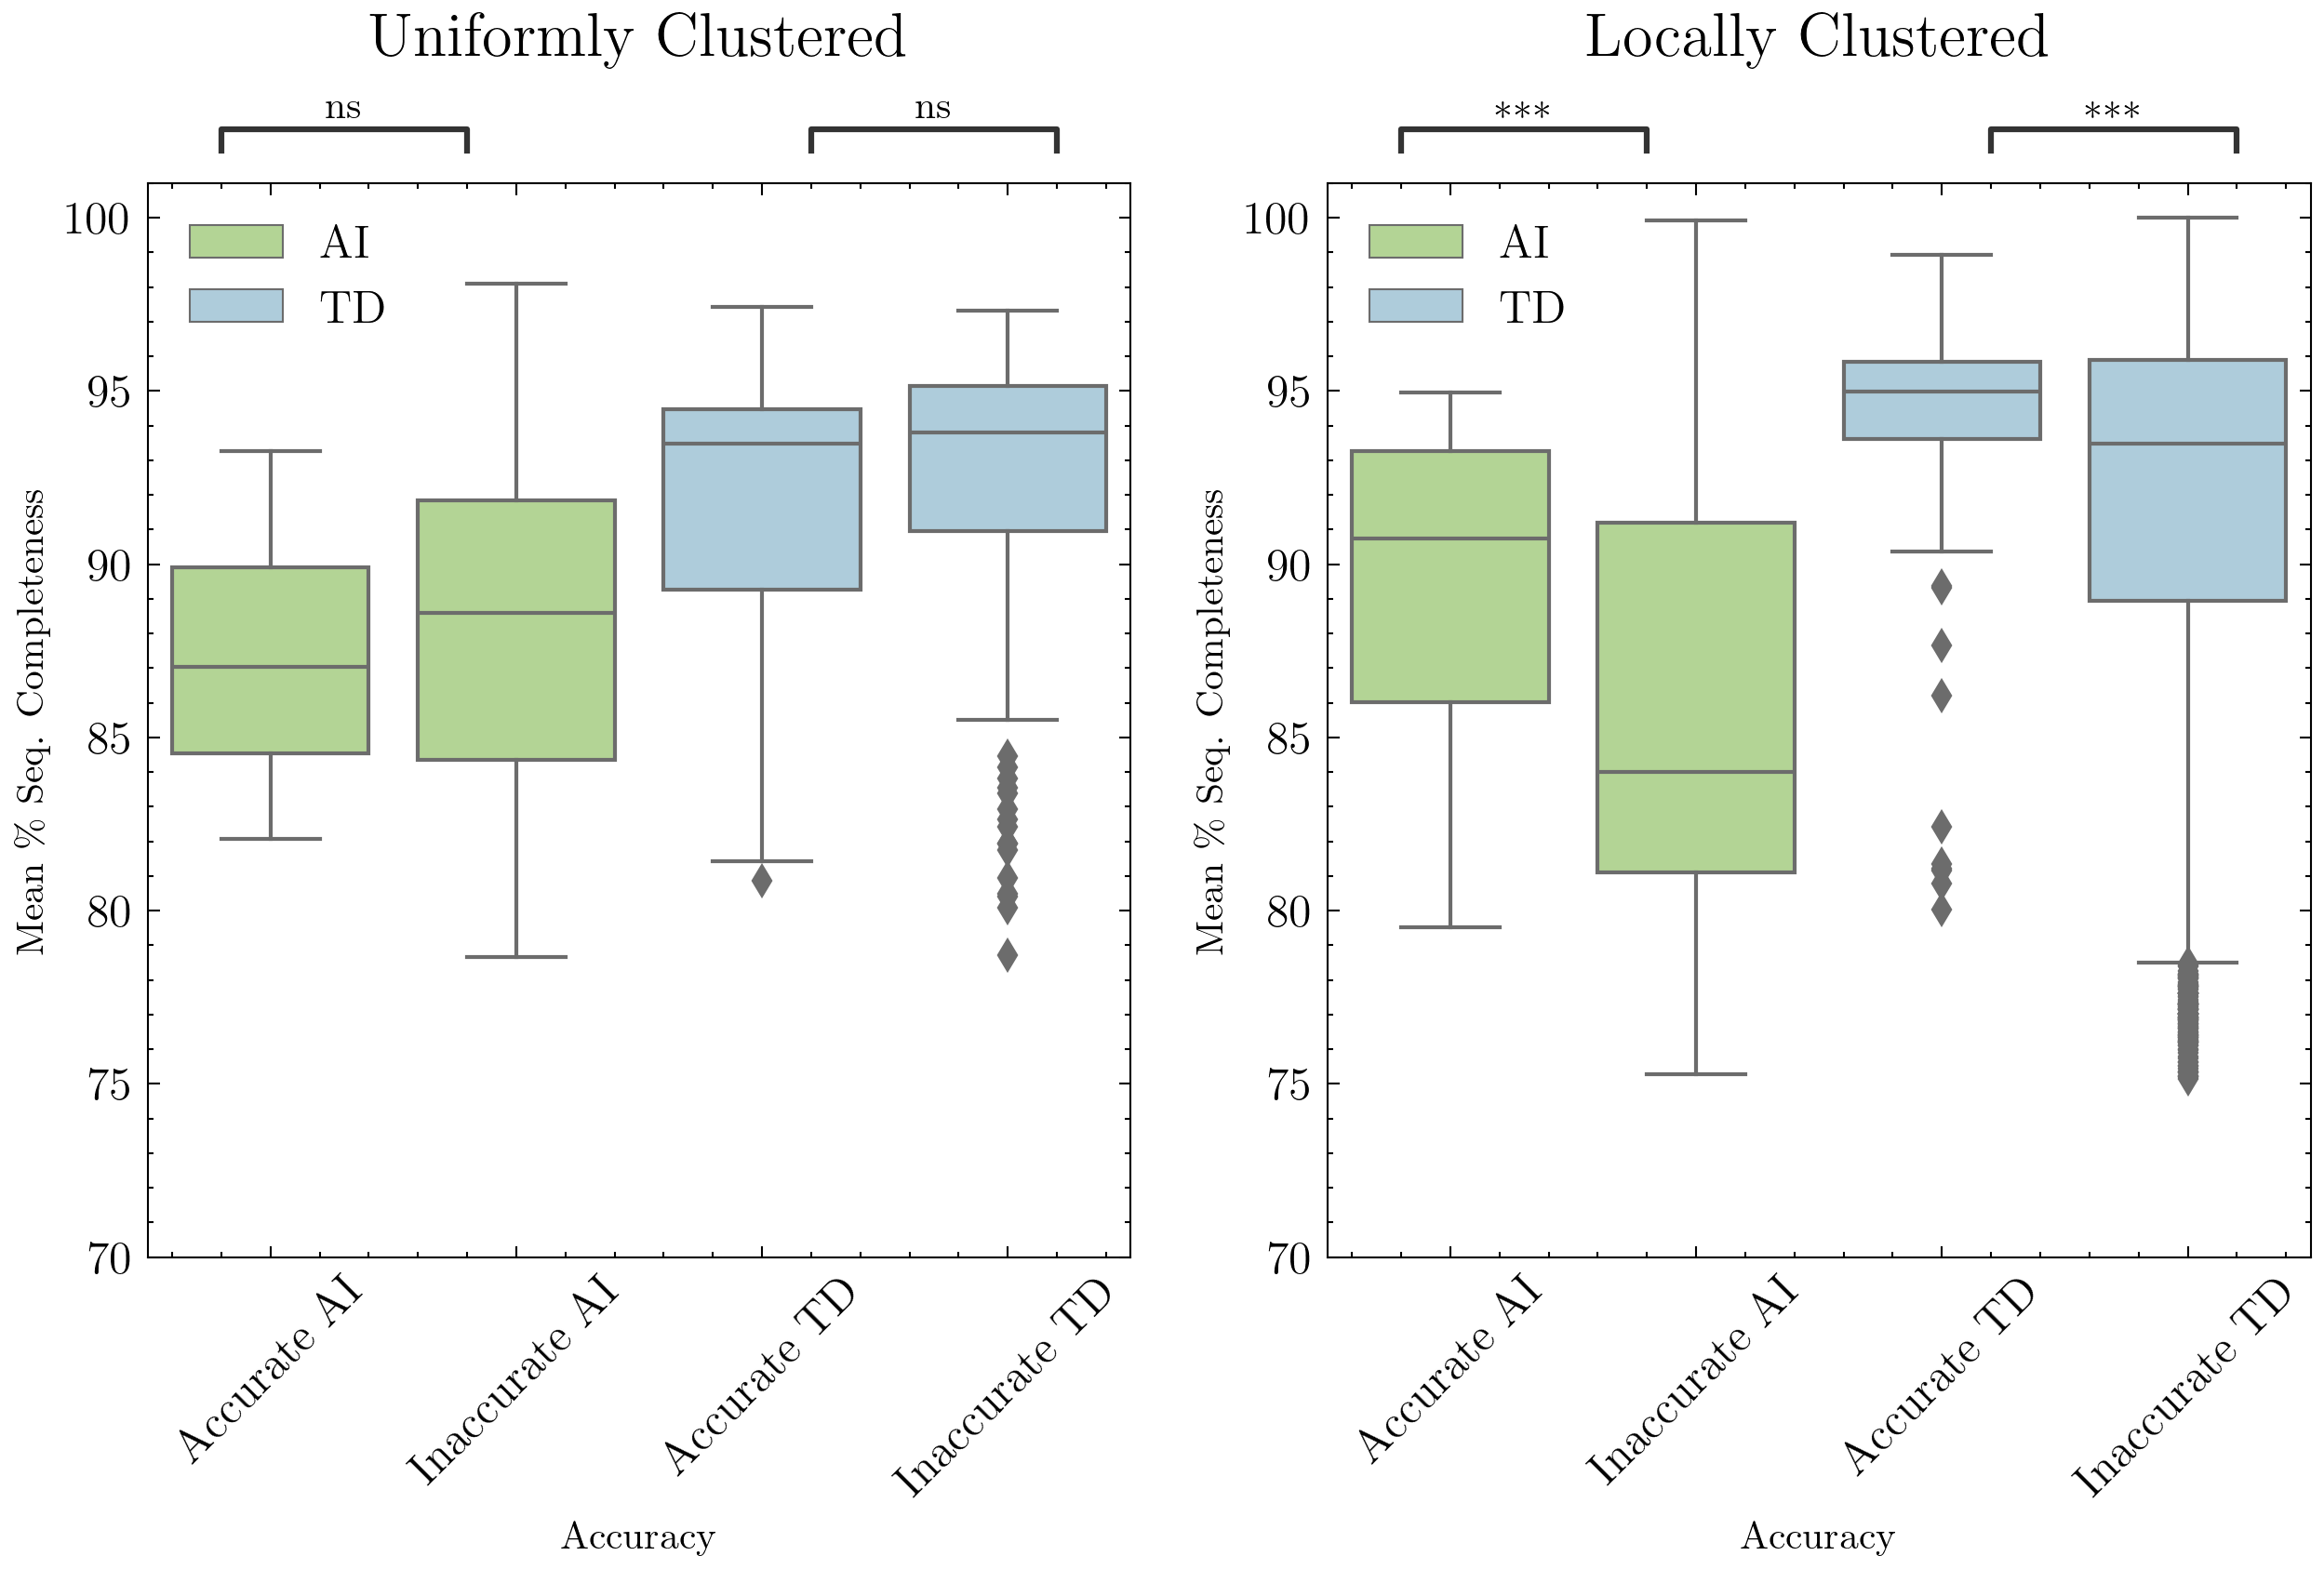 Uniformly Clustered
ns
ns
100
95
90
85
80
75
70
AI
TD
Mean % Seq. Completeness
Accurate AI
Inaccurate AI
Accurate TD
Inaccurate TD
Accuracy
Locally Clustered
***
***
100
95
90
85
80
75
70
AI
TD
Mean % Seq. Completeness
Accurate AI
Inaccurate AI
Accurate TD
Inaccurate TD
Accuracy